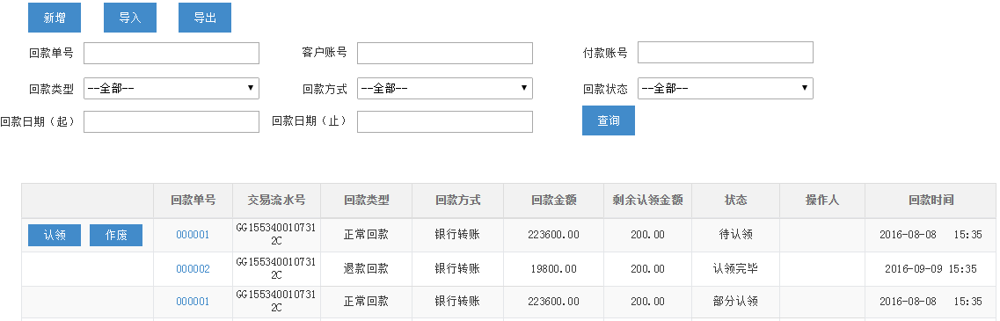 新增 导入 导出
回款单号 客户账号 付款账号
回款类型 --全部-- 回款方式 --全部-- 回款状态 --全部--
回款日期（起） 回款日期（止） 查询
回款单号 交易流水号 回款类型 回款方式 回款金额 剩余认领金额 状态 操作人 回款时间
认领 作废 000001 GG155340010731 正常回款 银行转账 223600.00 200.00 待认领 2016-08-08 15:35
2C
000002 GG155340010731 退款回款 银行转账 19800.00 200.00 认领完毕 2016-09-09 15:35
2C
000001 GG155340010731 正常回款 银行转账 223600.00 200.00 部分认领 2016-08-08 15:35
2C